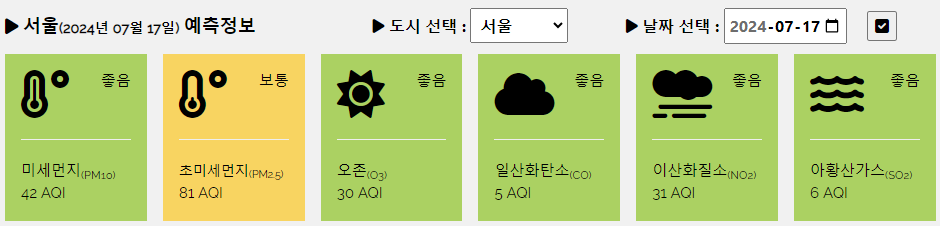 서울(2024년 07월 17일) 예측정보
도시 선택 : 서울
날짜 선택 : 2024-07-17
좋음
미세먼지(PM10)
42 AQI
보통
초미세먼지(PM2.5)
81 AQI
좋음
오존(O3)
30 AQI
좋음
일산화탄소(CO)
5 AQI
좋음
이산화질소(NO2)
31 AQI
좋음
아황산가스(SO2)
6 AQI